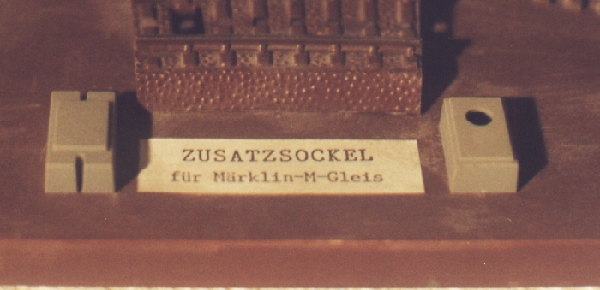 ZUSATZSOCKEL
für Märklin-M-Gleis